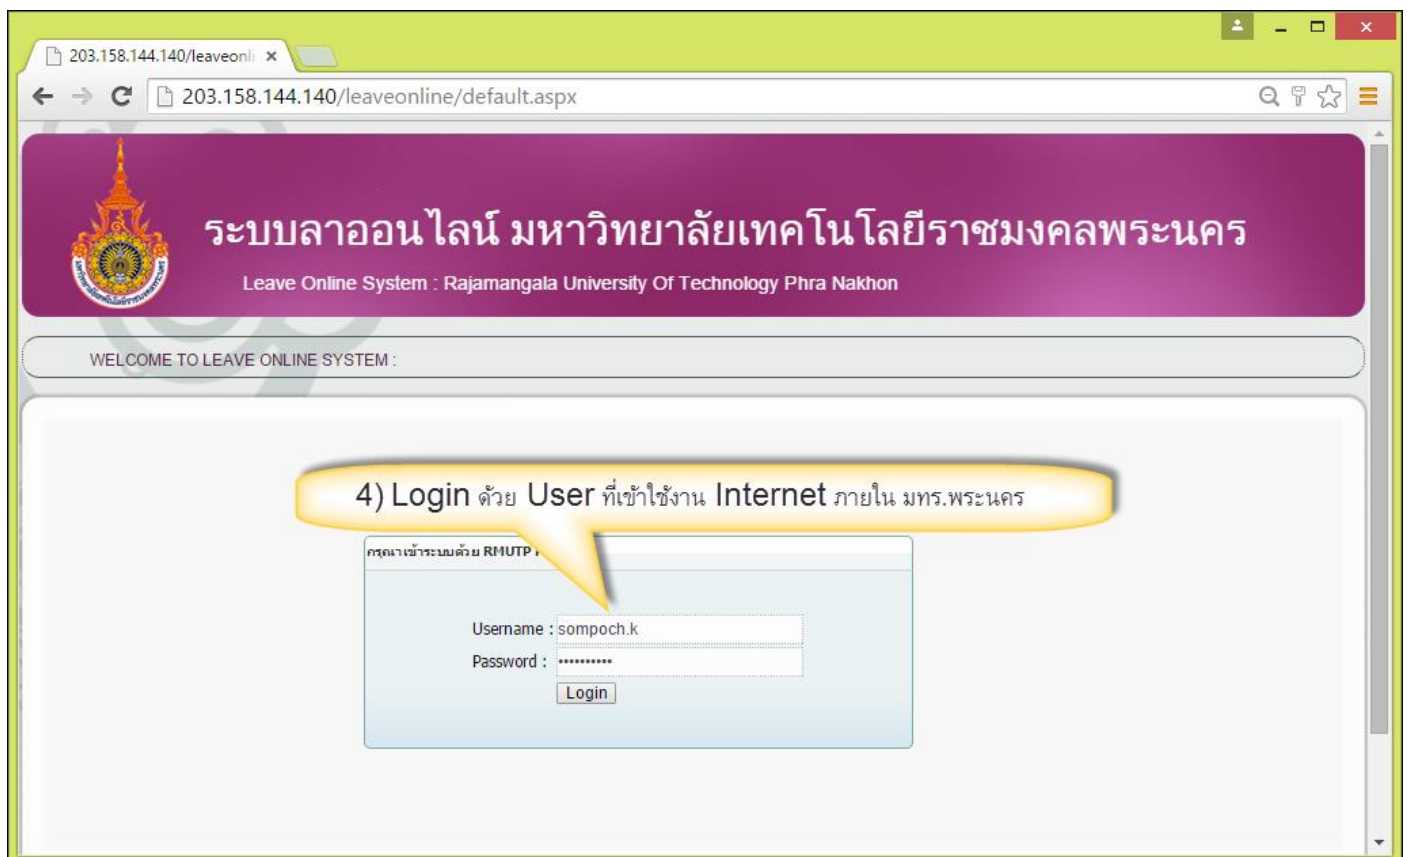 203.158.144.140/leaveonli
203.158.144.140/leaveonline/default.aspx
ระบบลาออนไลน์ มหาวิทยาลัยเทคโนโลยีราชมงคลพระนคร
Leave Online System : Rajamangala University Of Technology Phra Nakhon
WELCOME TO LEAVE ONLINE SYSTEM :
4) Login ด้วย User ที่เข้าใช้งาน Internet ภายใน มทร.พระนคร
กรุณาเข้าระบบด้วย RMUTP
Username : sompoch.k
Password : ••••••••••
Login